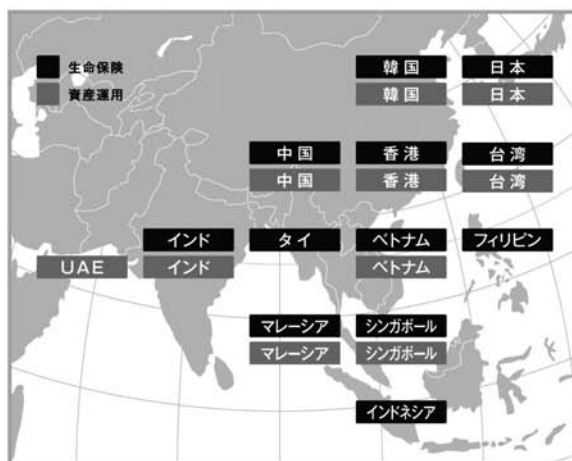 生命保険
資産運用
韓国 日本
韓国 日本
中国 香港 台湾
中国 香港 台湾
インド タイ ベトナム フィリピン
UAE インド ベトナム
マレーシア シンガポール
マレーシア シンガポール
インドネシア